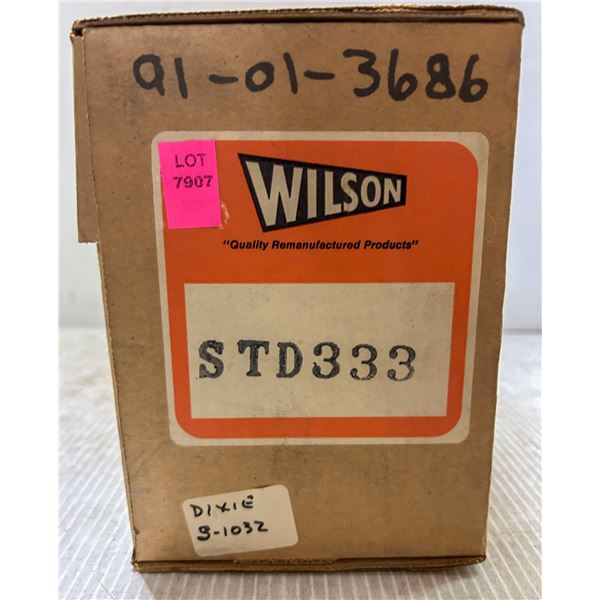 91-01-3686
LOT
7907
WILSON
"Quality Remanufactured Products"
STD333
DIXIE
S-1032